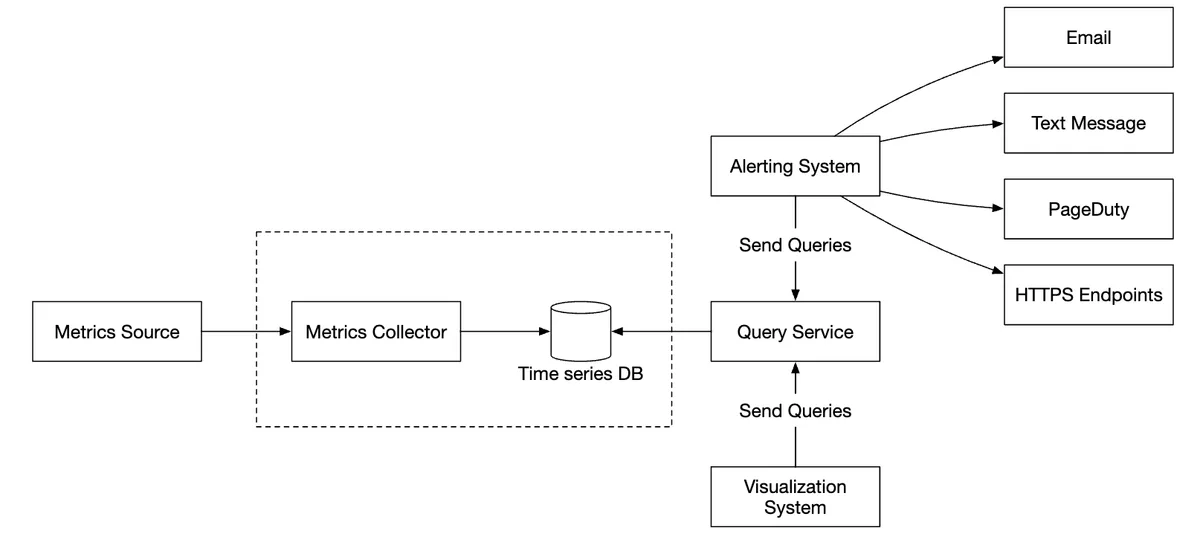 Email
Text Message
Alerting System
PageDuty
Send Queries
HTTPS Endpoints
Metrics Source
Metrics Collector
Query Service
Time series DB
Send Queries
Visualization
System